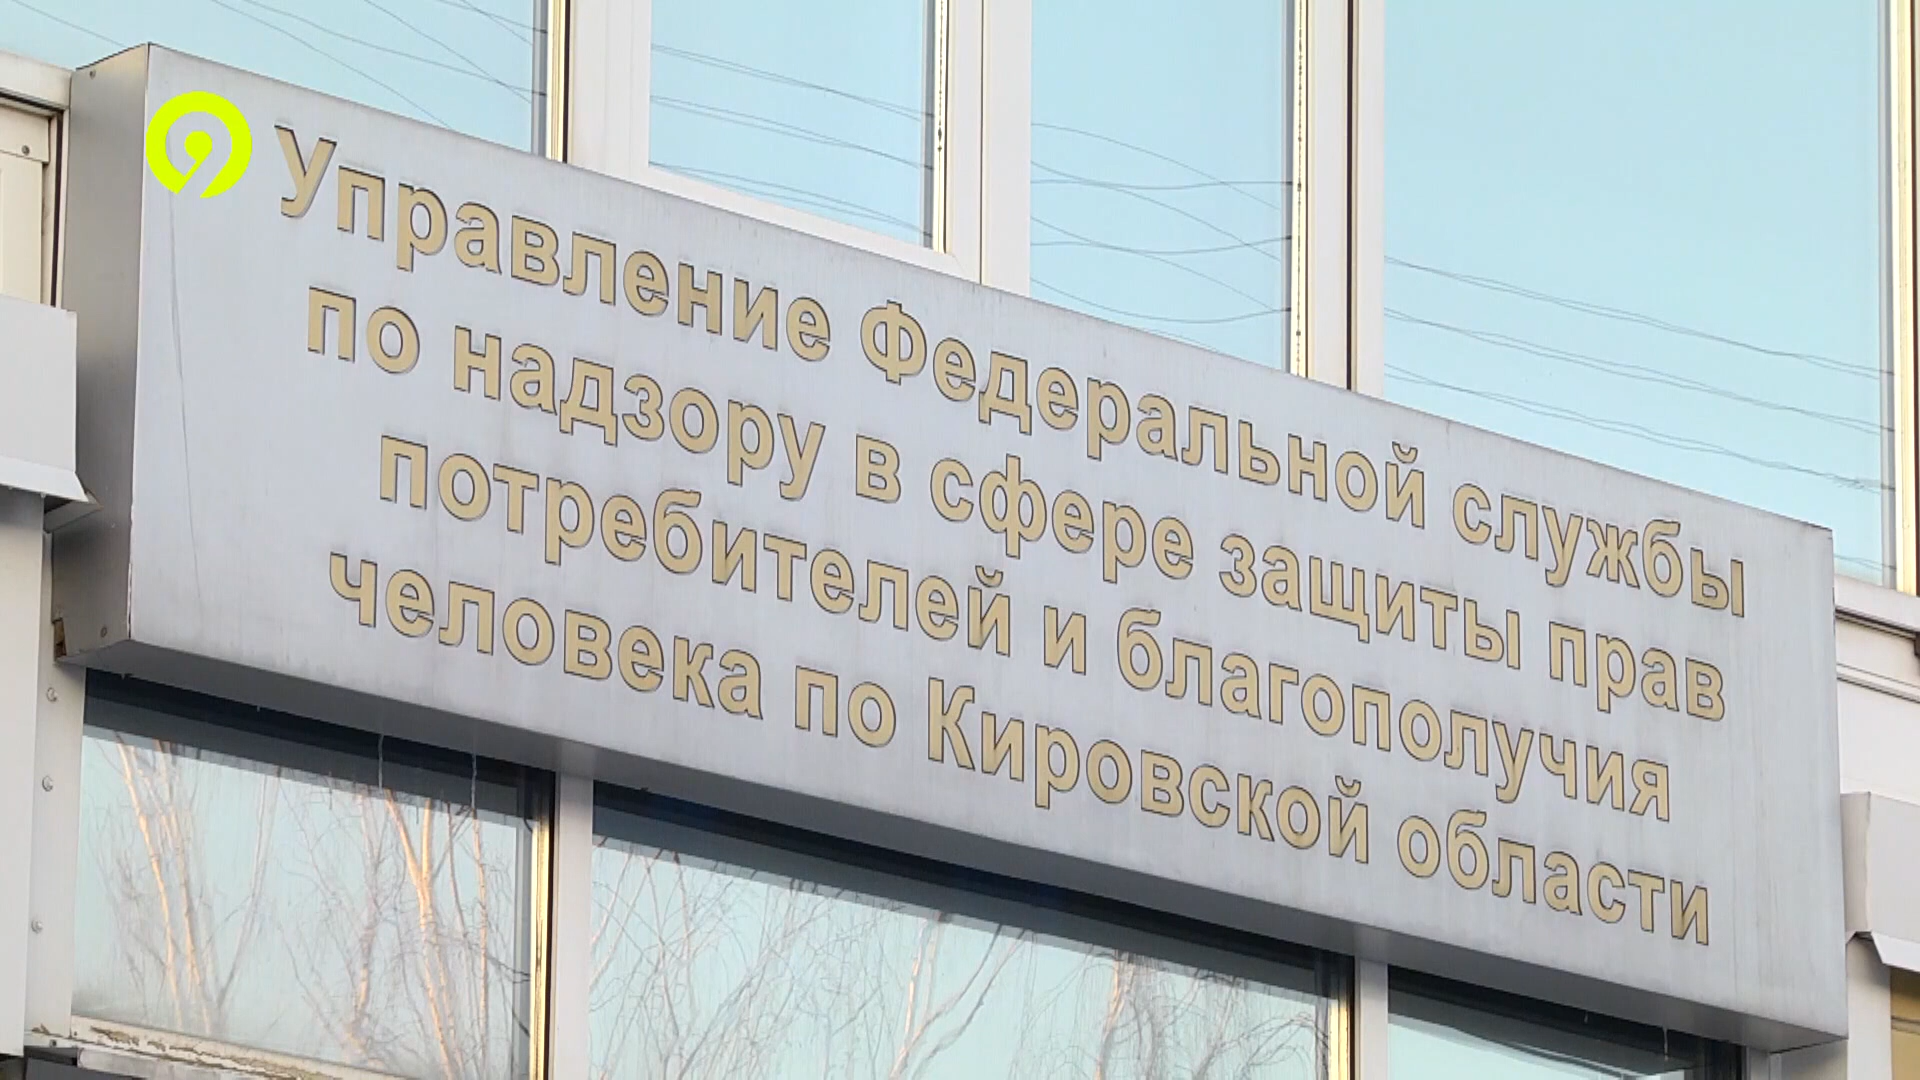 Управление Федеральной службы
по надзору в сфере защиты прав
потребителей и благополучия
человека по Кировской области